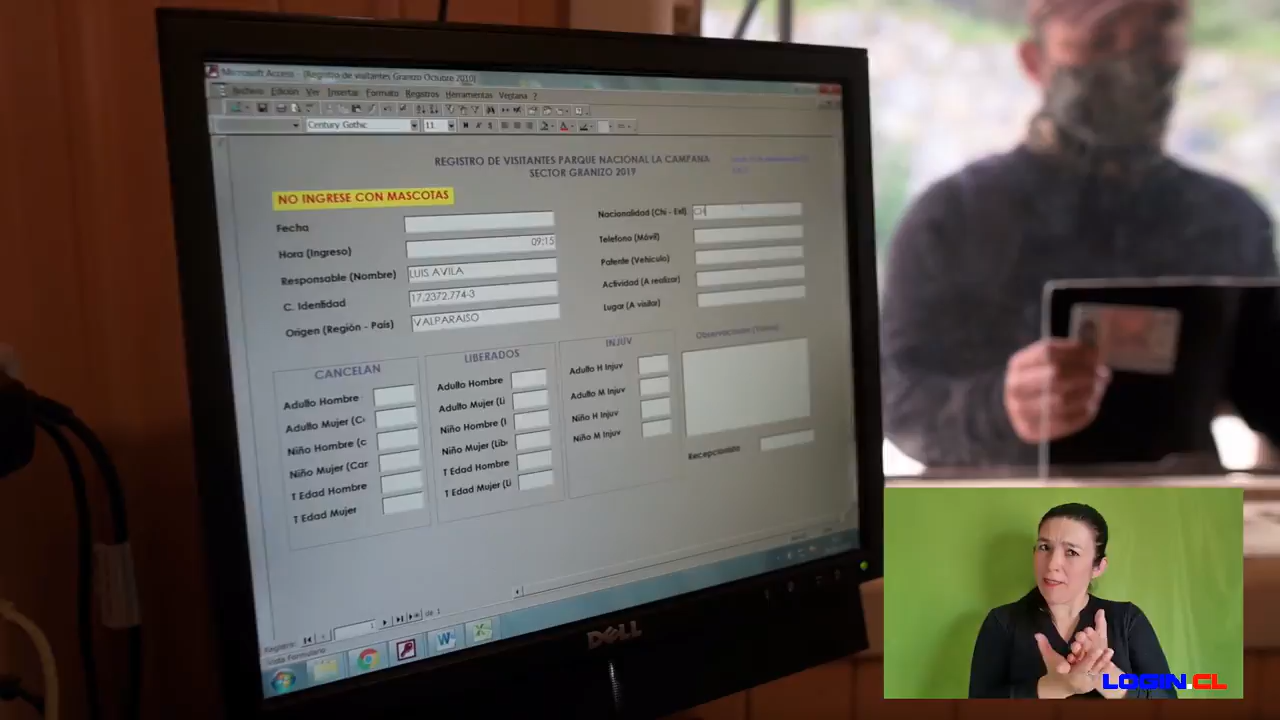 Microsoft Access - [Registro de visitantes Granizo Octubre 2010]
Archivo Edición Ver Insertar Formato Registros Herramientas Ventana ?
Century Gothic 11
REGISTRO DE VISITANTES PARQUE NACIONAL LA CAMPANA
SECTOR GRANIZO 2019
NO INGRESE CON MASCOTAS
Fecha
Hora (Ingreso) 09:15
Responsable (Nombre) LUIS AVILA
C. Identidad 17.2372.774-3
Origen (Región - País) VALPARAISO
Nacionalidad (Chi - Ext) CH
Telefono (Móvil)
Patente (Vehículo)
Actividad (A realizar)
Lugar (A visitar)
CANCELAN
Adulto Hombre
Adulto Mujer (C
Niño Hombre (c
Niño Mujer (Can
T Edad Hombre
T Edad Mujer
LIBERADOS
Adulto Hombre
Adulto Mujer (Li
Niño Hombre (l
Niño Mujer (Lib
T Edad Hombre
T Edad Mujer (Li
INJUV
Adulto H Injuv
Adulto M Injuv
Niño H Injuv
Niño M Injuv
Recepcionista
Registro: 1 de 1
Vista Formulario
DELL
LOGIN.CL